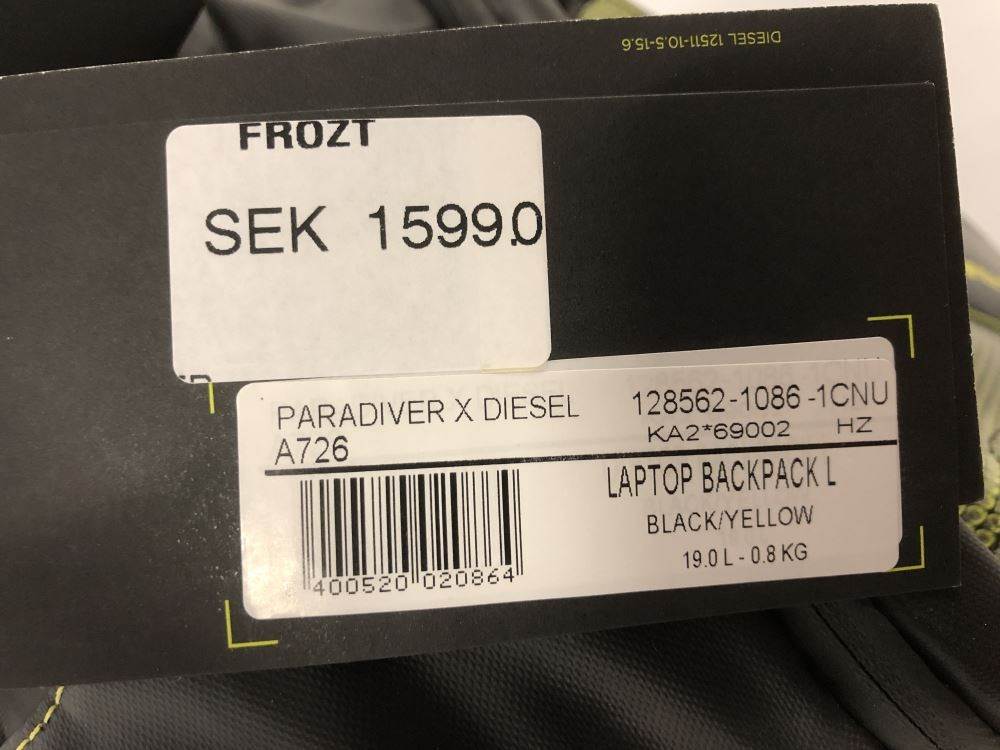 DIESEL 12511-10.5-15.6
FROZT
SEK 1599.0
PARADIVER X DIESEL
A726
128562-1086 -1CNU
KA2*69002 HZ
LAPTOP BACKPACK L
BLACK/YELLOW
19.0 L - 0.8 KG
400520 020864